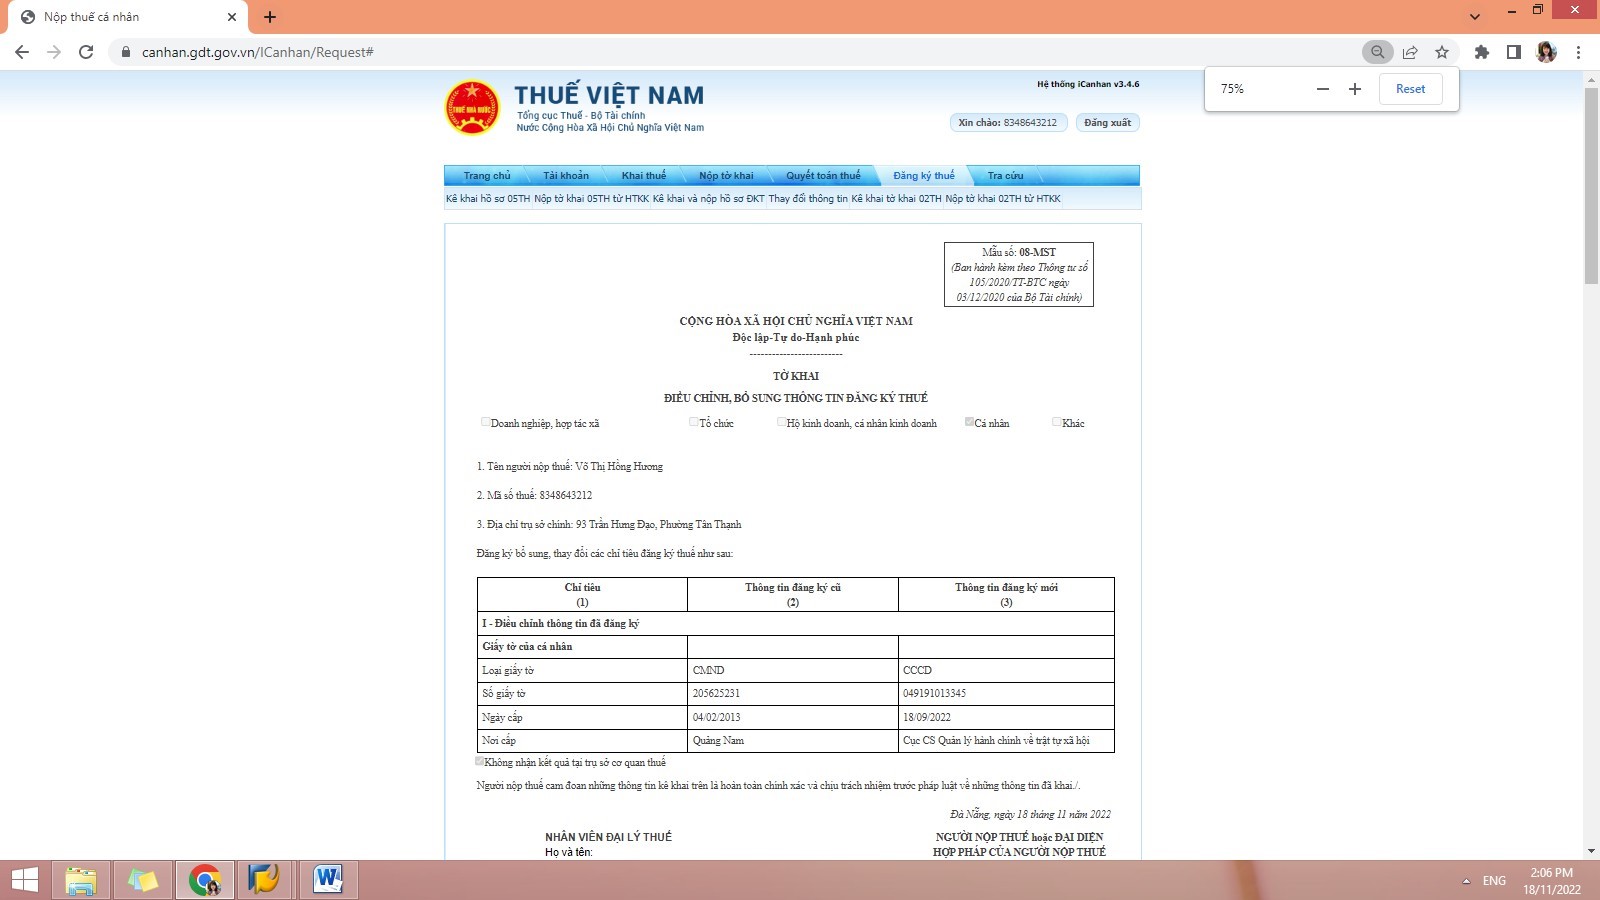 Nộp thuế cá nhân
canhan.gdt.gov.vn/ICanhan/Request#
75%
Reset
THUẾ NHÀ NƯỚC
THUẾ VIỆT NAM
Tổng cục Thuế - Bộ Tài chính
Nước Cộng Hòa Xã Hội Chủ Nghĩa Việt Nam
Hệ thống iCanhan v3.4.6
Xin chào: 8348643212 Đăng xuất
Trang chủ Tài khoản Khai thuế Nộp tờ khai Quyết toán thuế Đăng ký thuế Tra cứu
Kê khai hồ sơ 05TH Nộp tờ khai 05TH từ HTKK Kê khai và nộp hồ sơ ĐKT Thay đổi thông tin Kê khai tờ khai 02TH Nộp tờ khai 02TH từ HTKK
Mẫu số: 08-MST
(Ban hành kèm theo Thông tư số
105/2020/TT-BTC ngày
03/12/2020 của Bộ Tài chính)
CỘNG HÒA XÃ HỘI CHỦ NGHĨA VIỆT NAM
Độc lập-Tự do-Hạnh phúc
-------------------------
TỜ KHAI
ĐIỀU CHỈNH, BỔ SUNG THÔNG TIN ĐĂNG KÝ THUẾ
Doanh nghiệp, hợp tác xã Tổ chức Hộ kinh doanh, cá nhân kinh doanh Cá nhân Khác
1. Tên người nộp thuế: Võ Thị Hồng Hương
2. Mã số thuế: 8348643212
3. Địa chỉ trụ sở chính: 93 Trần Hưng Đạo, Phường Tân Thạnh
Đăng ký bổ sung, thay đổi các chỉ tiêu đăng ký thuế như sau:
Chỉ tiêu Thông tin đăng ký cũ Thông tin đăng ký mới
(1) (2) (3)
I - Điều chỉnh thông tin đã đăng ký
Giấy tờ của cá nhân
Loại giấy tờ CMND CCCD
Số giấy tờ 205625231 049191013345
Ngày cấp 04/02/2013 18/09/2022
Nơi cấp Quảng Nam Cục CS Quản lý hành chính về trật tự xã hội
Không nhận kết quả tại trụ sở cơ quan thuế
Người nộp thuế cam đoan những thông tin kê khai trên là hoàn toàn chính xác và chịu trách nhiệm trước pháp luật về những thông tin đã khai./.
Đà Nẵng, ngày 18 tháng 11 năm 2022
NHÂN VIÊN ĐẠI LÝ THUẾ NGƯỜI NỘP THUẾ hoặc ĐẠI DIỆN
Họ và tên: HỢP PHÁP CỦA NGƯỜI NỘP THUẾ
ENG
2:06 PM
18/11/2022